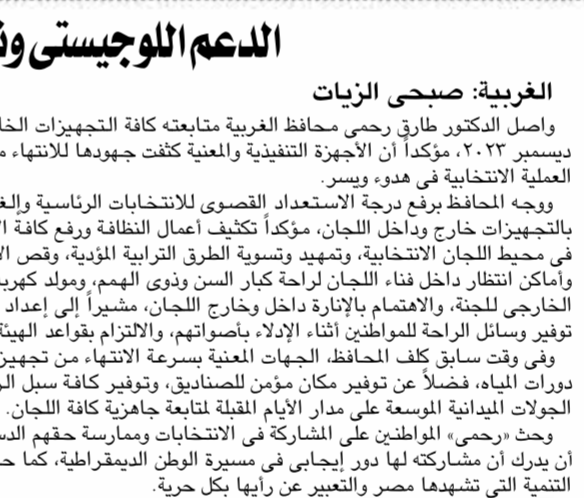 الدعم اللوجيستى
الغربية: صبحى الزيات
واصل الدكتور طارق رحمى محافظ الغربية متابعته كافة التجهيزات
ديسمبر ٢٠٢٣، مؤكداً أن الأجهزة التنفيذية والمعنية كثفت جهودها للانتهاء
العملية الانتخابية فى هدوء ويسر.
ووجه المحافظ برفع درجة الاستعداد القصوى للانتخابات الرئاسية
بالتجهيزات خارج وداخل اللجان، مؤكداً تكثيف أعمال النظافة ورفع كافة
فى محيط اللجان الانتخابية، وتمهيد وتسوية الطرق الترابية المؤدية، وقص
وأماكن انتظار داخل فناء اللجان لراحة كبار السن وذوى الهمم، ومولد
الخارجى للجنة، والاهتمام بالإنارة داخل وخارج اللجان، مشيراً إلى إعداد
توفير وسائل الراحة للمواطنين أثناء الإدلاء بأصواتهم، والالتزام بقواعد الهيئة
وفى وقت سابق كلف المحافظ، الجهات المعنية بسرعة الانتهاء من
دورات المياه، فضلاً عن توفير مكان مؤمن للصناديق، وتوفير كافة سبل
الجولات الميدانية الموسعة على مدار الأيام المقبلة لمتابعة جاهزية كافة اللجان.
وحث «رحمى» المواطنين على المشاركة فى الانتخابات وممارسة حقهم
أن يدرك أن مشاركته لها دور إيجابى فى مسيرة الوطن الديمقراطية، كما
التنمية التى تشهدها مصر والتعبير عن رأيها بكل حرية.